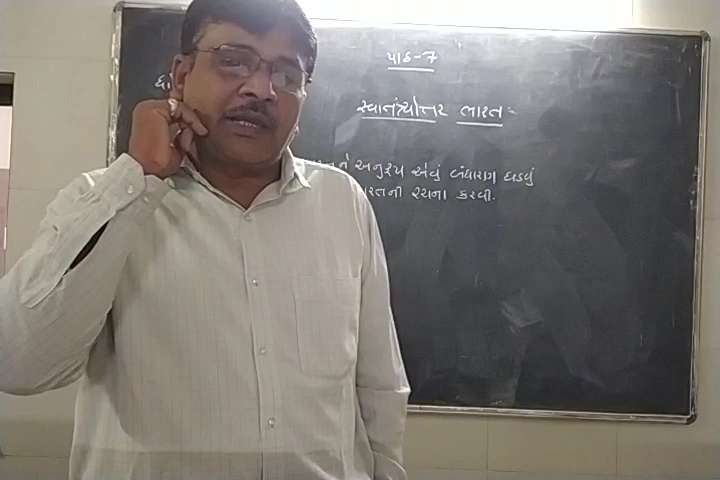 પાઠ-7
સ્વાતંત્ર્યોત્તર ભારત :
ને અનુરૂપ એવું બંધારણ ઘડવું
રતની રચના કરવી.